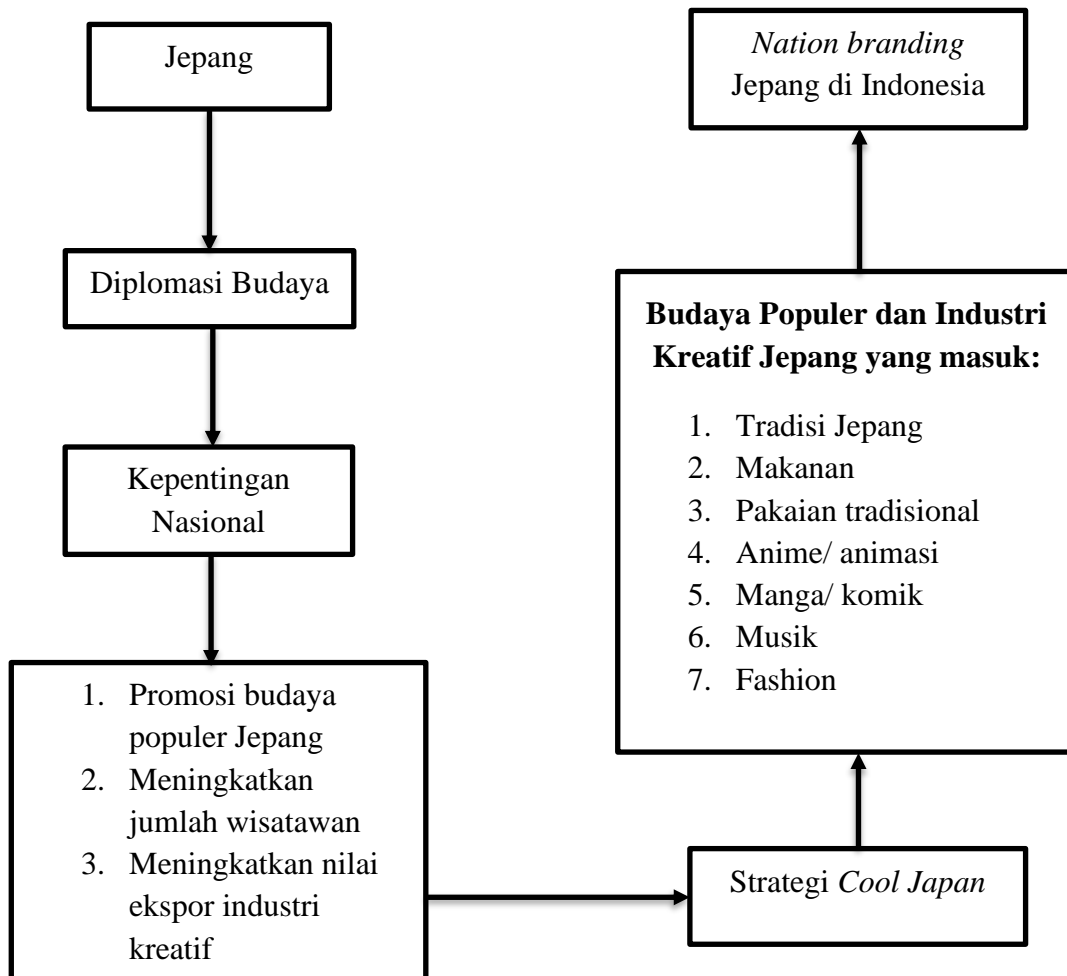 Jepang
Diplomasi Budaya
Kepentingan
Nasional
1. Promosi budaya
populer Jepang
2. Meningkatkan
jumlah wisatawan
3. Meningkatkan nilai
ekspor industri
kreatif
Strategi Cool Japan
Budaya Populer dan Industri
Kreatif Jepang yang masuk:
1. Tradisi Jepang
2. Makanan
3. Pakaian tradisional
4. Anime/ animasi
5. Manga/ komik
6. Musik
7. Fashion
Nation branding
Jepang di Indonesia